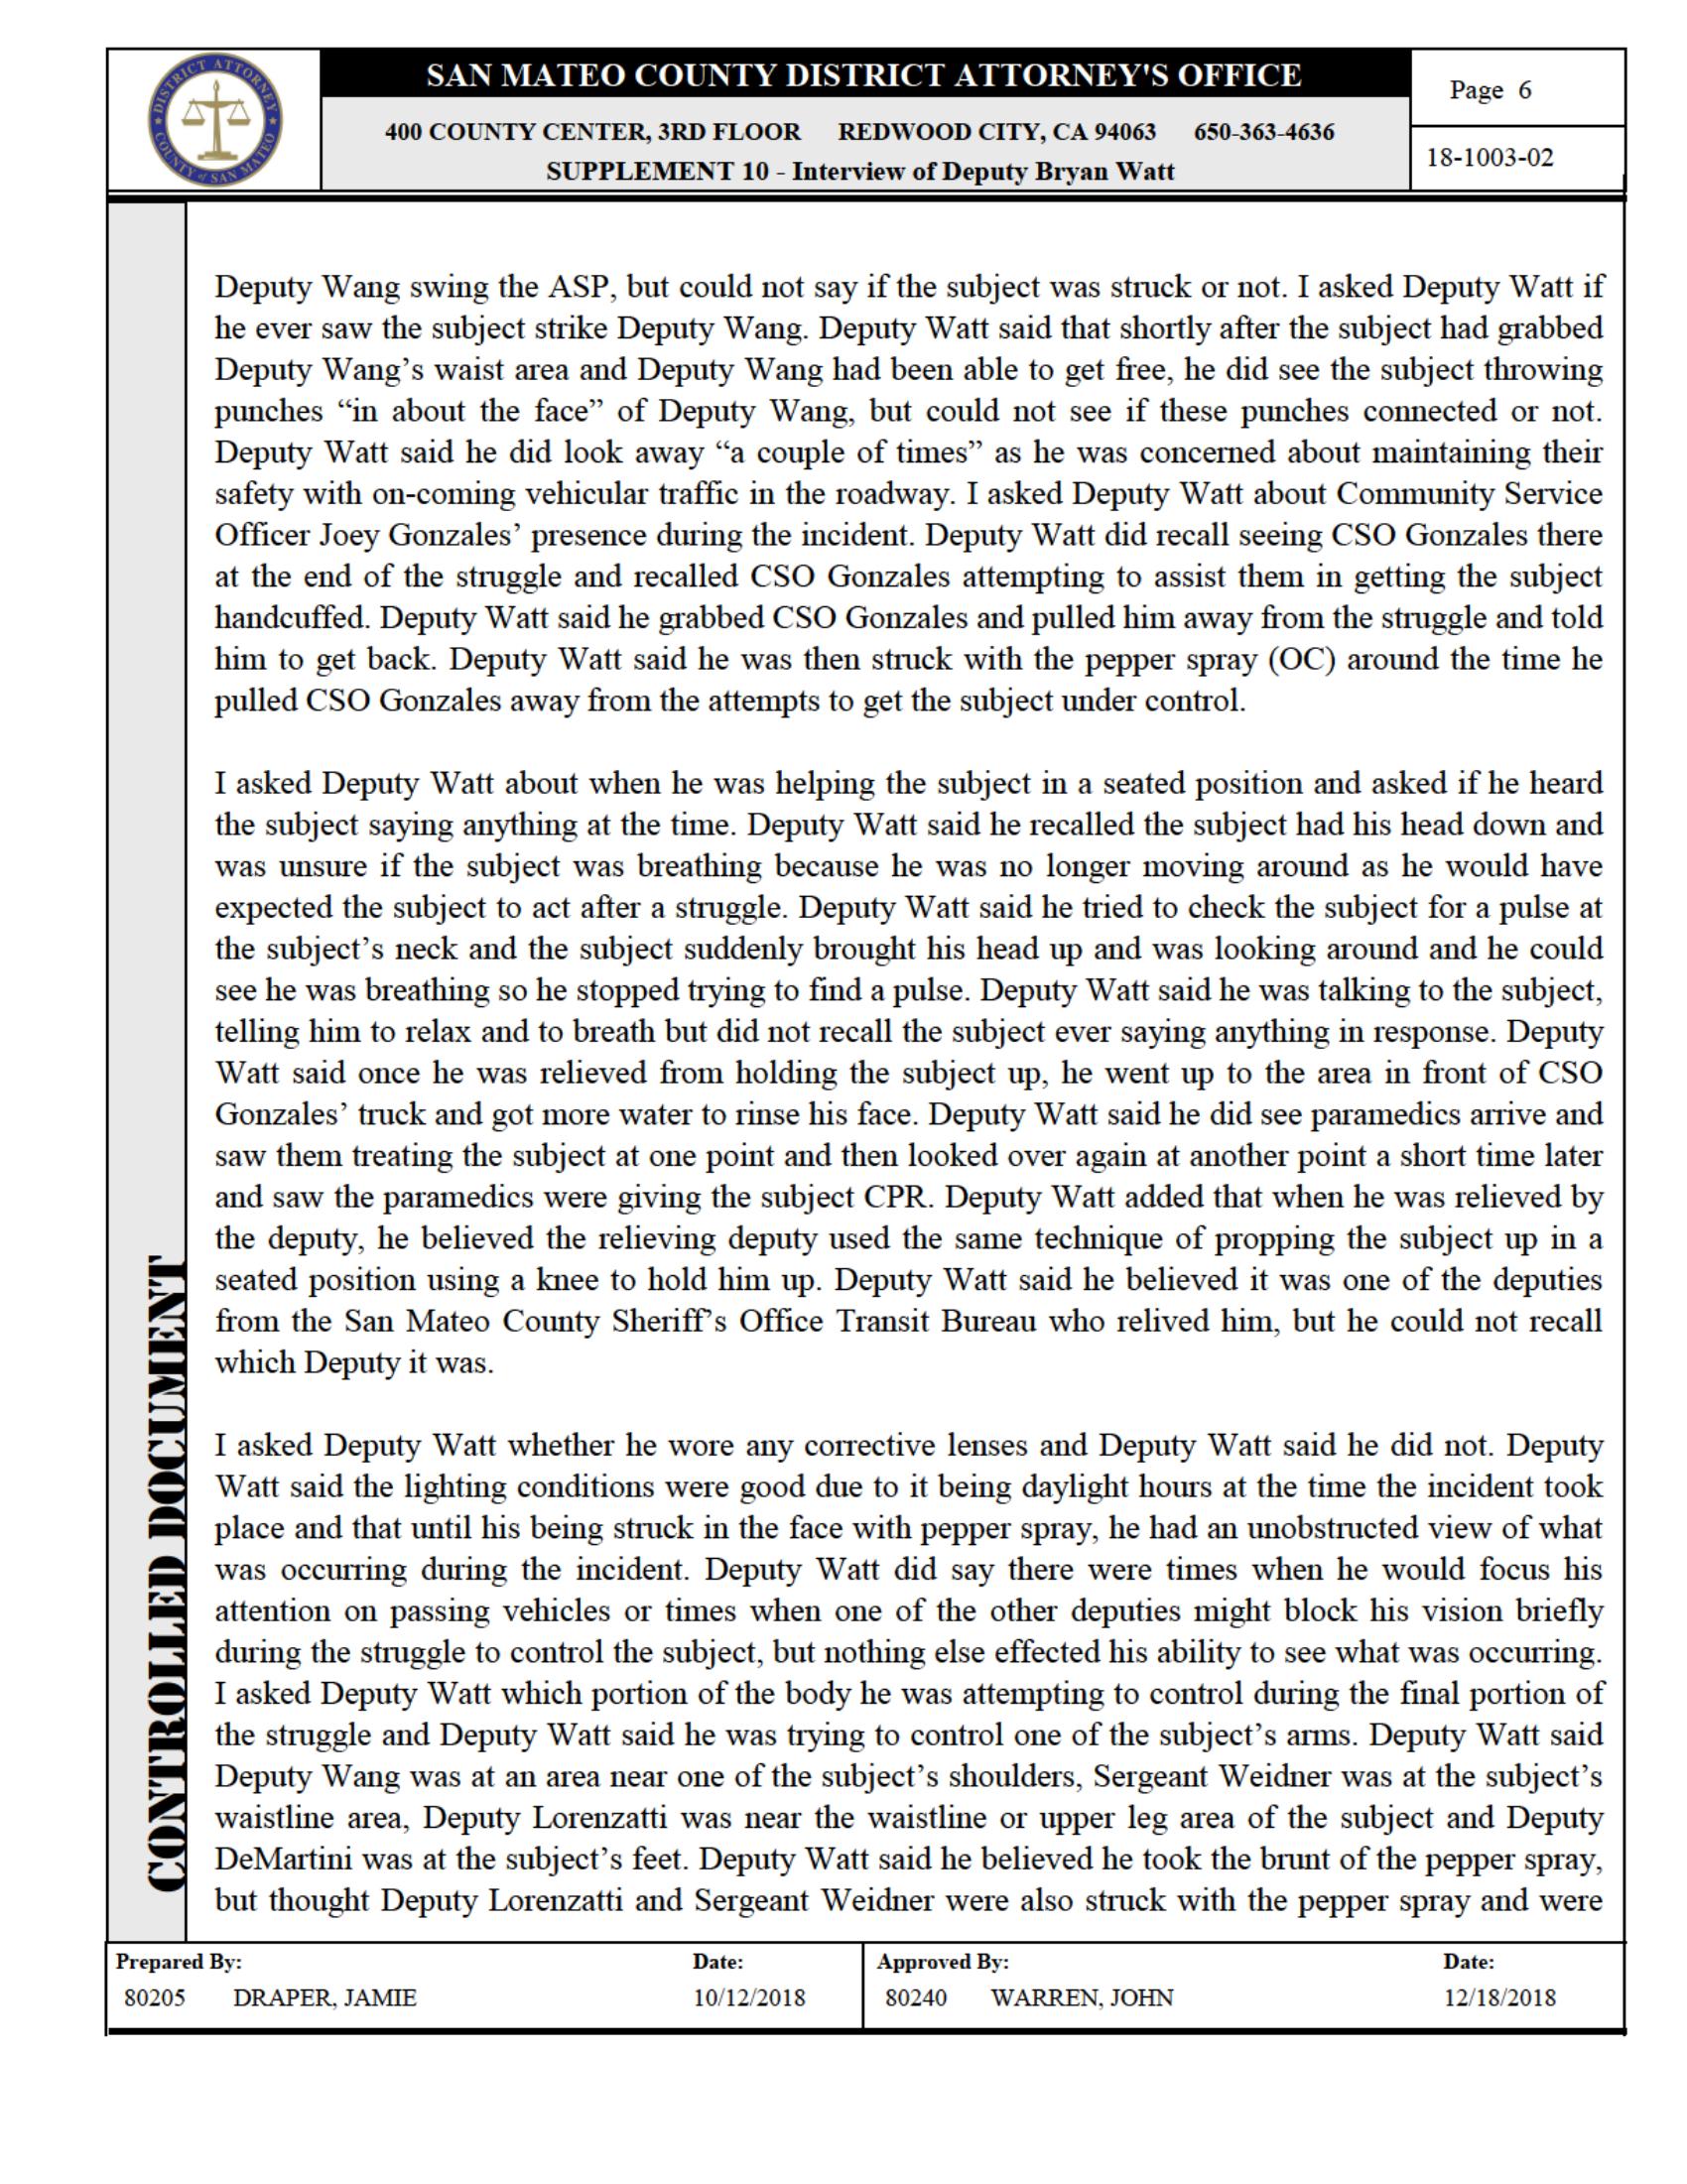 DISTRICT ATTORNEY
COUNTY of SAN MATEO
SAN MATEO COUNTY DISTRICT ATTORNEY'S OFFICE
400 COUNTY CENTER, 3RD FLOOR REDWOOD CITY, CA 94063 650-363-4636
SUPPLEMENT 10 - Interview of Deputy Bryan Watt
Page 6
18-1003-02
Deputy Wang swing the ASP, but could not say if the subject was struck or not. I asked Deputy Watt if
he ever saw the subject strike Deputy Wang. Deputy Watt said that shortly after the subject had grabbed
Deputy Wang’s waist area and Deputy Wang had been able to get free, he did see the subject throwing
punches “in about the face” of Deputy Wang, but could not see if these punches connected or not.
Deputy Watt said he did look away “a couple of times” as he was concerned about maintaining their
safety with on-coming vehicular traffic in the roadway. I asked Deputy Watt about Community Service
Officer Joey Gonzales’ presence during the incident. Deputy Watt did recall seeing CSO Gonzales there
at the end of the struggle and recalled CSO Gonzales attempting to assist them in getting the subject
handcuffed. Deputy Watt said he grabbed CSO Gonzales and pulled him away from the struggle and told
him to get back. Deputy Watt said he was then struck with the pepper spray (OC) around the time he
pulled CSO Gonzales away from the attempts to get the subject under control.
I asked Deputy Watt about when he was helping the subject in a seated position and asked if he heard
the subject saying anything at the time. Deputy Watt said he recalled the subject had his head down and
was unsure if the subject was breathing because he was no longer moving around as he would have
expected the subject to act after a struggle. Deputy Watt said he tried to check the subject for a pulse at
the subject’s neck and the subject suddenly brought his head up and was looking around and he could
see he was breathing so he stopped trying to find a pulse. Deputy Watt said he was talking to the subject,
telling him to relax and to breath but did not recall the subject ever saying anything in response. Deputy
Watt said once he was relieved from holding the subject up, he went up to the area in front of CSO
Gonzales’ truck and got more water to rinse his face. Deputy Watt said he did see paramedics arrive and
saw them treating the subject at one point and then looked over again at another point a short time later
and saw the paramedics were giving the subject CPR. Deputy Watt added that when he was relieved by
the deputy, he believed the relieving deputy used the same technique of propping the subject up in a
seated position using a knee to hold him up. Deputy Watt said he believed it was one of the deputies
from the San Mateo County Sheriff’s Office Transit Bureau who relived him, but he could not recall
which Deputy it was.
I asked Deputy Watt whether he wore any corrective lenses and Deputy Watt said he did not. Deputy
Watt said the lighting conditions were good due to it being daylight hours at the time the incident took
place and that until his being struck in the face with pepper spray, he had an unobstructed view of what
was occurring during the incident. Deputy Watt did say there were times when he would focus his
attention on passing vehicles or times when one of the other deputies might block his vision briefly
during the struggle to control the subject, but nothing else effected his ability to see what was occurring.
I asked Deputy Watt which portion of the body he was attempting to control during the final portion of
the struggle and Deputy Watt said he was trying to control one of the subject’s arms. Deputy Watt said
Deputy Wang was at an area near one of the subject’s shoulders, Sergeant Weidner was at the subject’s
waistline area, Deputy Lorenzatti was near the waistline or upper leg area of the subject and Deputy
DeMartini was at the subject’s feet. Deputy Watt said he believed he took the brunt of the pepper spray,
but thought Deputy Lorenzatti and Sergeant Weidner were also struck with the pepper spray and were
CONTROLLED DOCUMENT
Prepared By: Date: Approved By: Date:
80205 DRAPER, JAMIE 10/12/2018 80240 WARREN, JOHN 12/18/2018